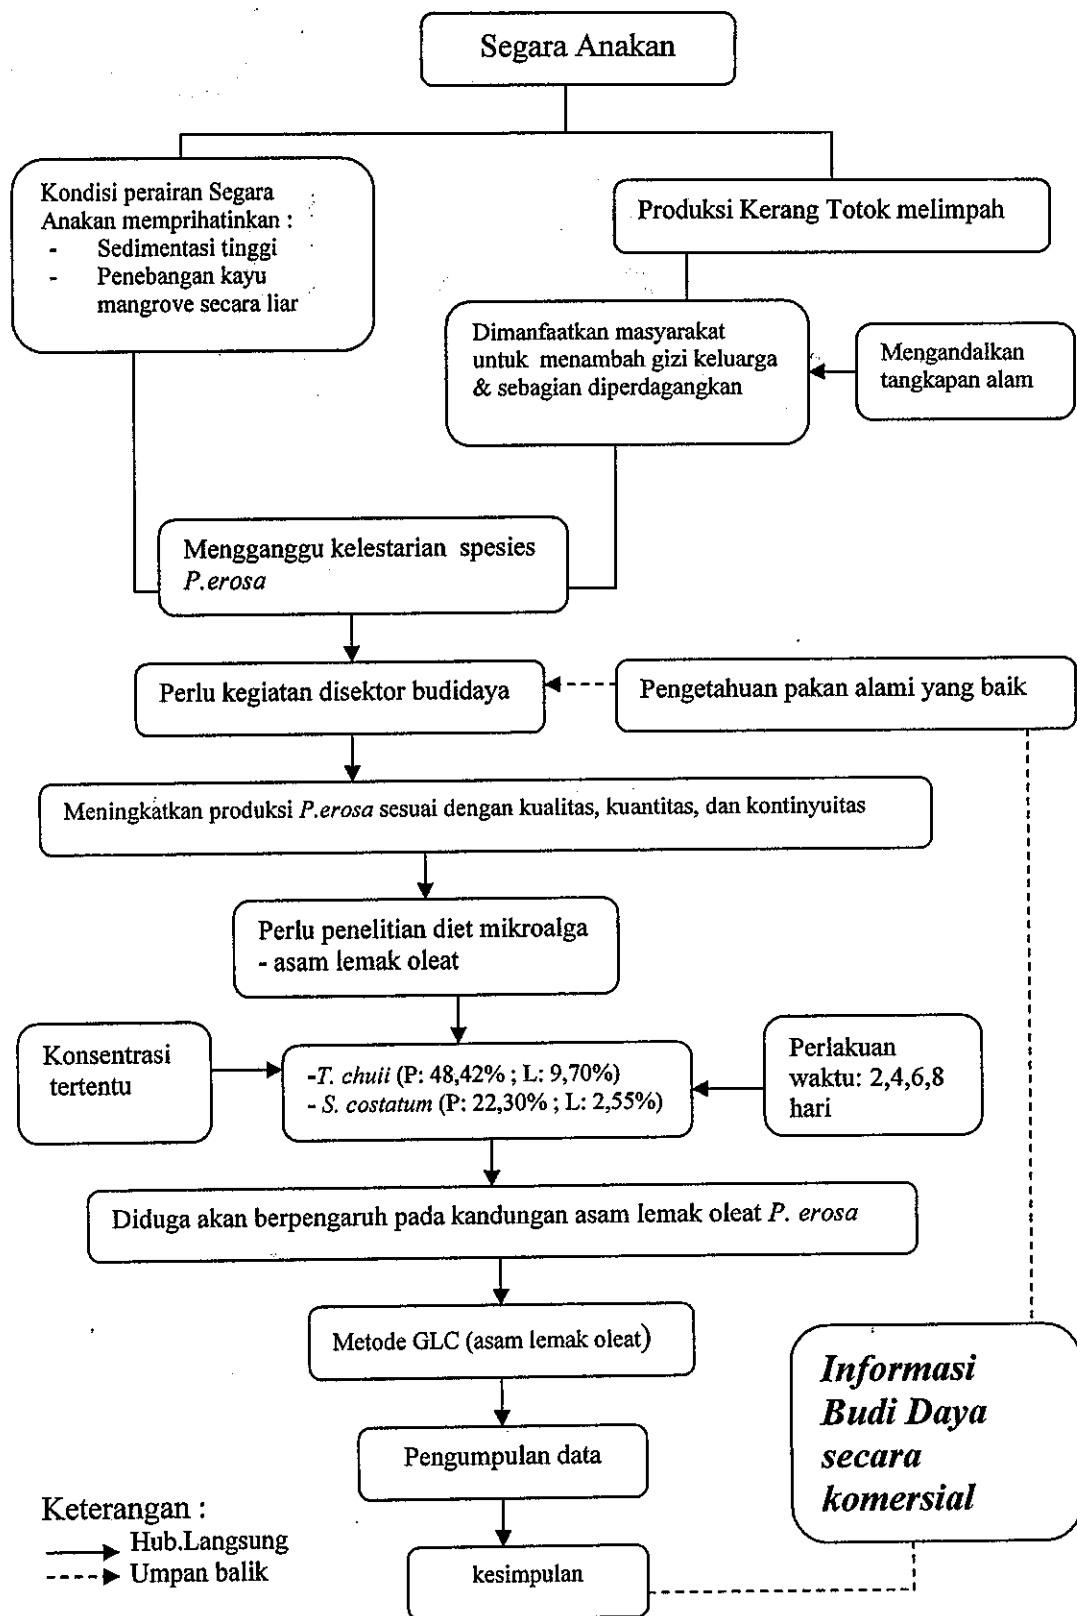 Segara Anakan
Kondisi perairan Segara
Anakan memprihatinkan :
- Sedimentasi tinggi
- Penebangan kayu
mangrove secara liar
Produksi Kerang Totok melimpah
Dimanfaatkan masyarakat
untuk menambah gizi keluarga
& sebagian diperdagangkan
Mengandalkan
tangkapan alam
Mengganggu kelestarian spesies
P.erosa
Perlu kegiatan disektor budidaya
Pengetahuan pakan alami yang baik
Meningkatkan produksi P.erosa sesuai dengan kualitas, kuantitas, dan kontinyuitas
Perlu penelitian diet mikroalga
- asam lemak oleat
Konsentrasi
tertentu
-T. chuii (P: 48,42% ; L: 9,70%)
- S. costatum (P: 22,30% ; L: 2,55%)
Perlakuan
waktu: 2,4,6,8
hari
Diduga akan berpengaruh pada kandungan asam lemak oleat P. erosa
Metode GLC (asam lemak oleat)
Informasi
Budi Daya
secara
komersial
Pengumpulan data
Keterangan :
Hub.Langsung
Umpan balik
kesimpulan